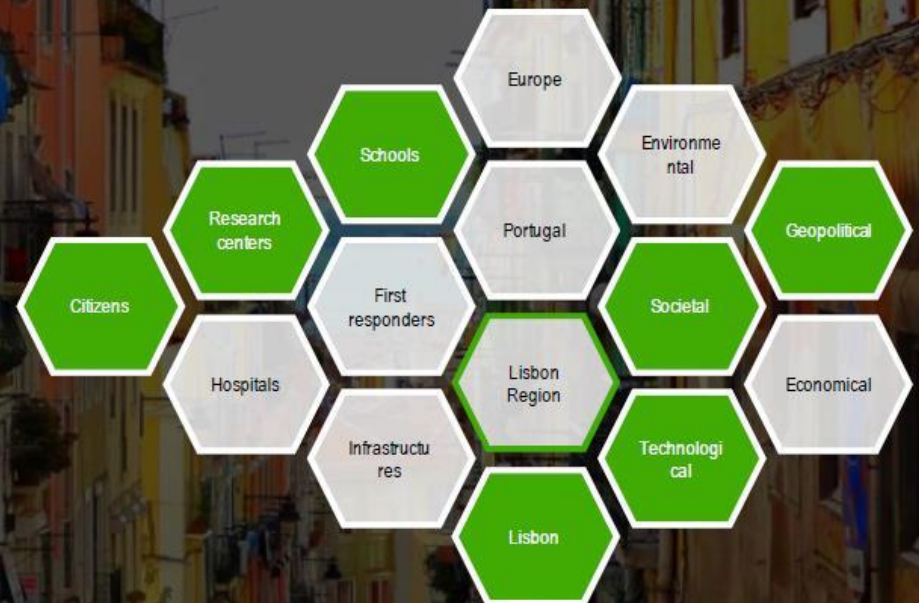 Europe
Schools
Environme
ntal
Research
centers
Portugal
Geopolitical
Citizens
First
responders
Societal
Hospitals
Lisbon
Region
Economical
Infrastructu
res
Technologi
cal
Lisbon